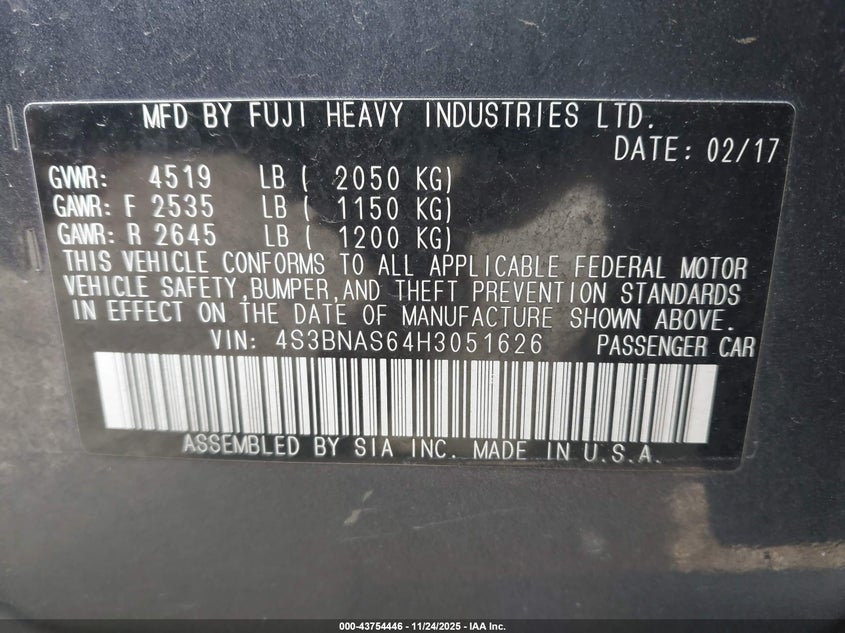 MFD BY FUJI HEAVY INDUSTRIES LTD.
DATE: 02/17
GVWR: 4519 LB ( 2050 KG)
GAWR: F 2535 LB ( 1150 KG)
GAWR: R 2645 LB ( 1200 KG)
THIS VEHICLE CONFORMS TO ALL APPLICABLE FEDERAL MOTOR
VEHICLE SAFETY,BUMPER,AND THEFT PREVENTION STANDARDS
IN EFFECT ON THE DATE OF MANUFACTURE SHOWN ABOVE.
VIN: 4S3BNAS64H3051626 PASSENGER CAR
ASSEMBLED BY SIA INC. MADE IN U.S.A.
000-43754446 - 11/24/2025 - IAA Inc.